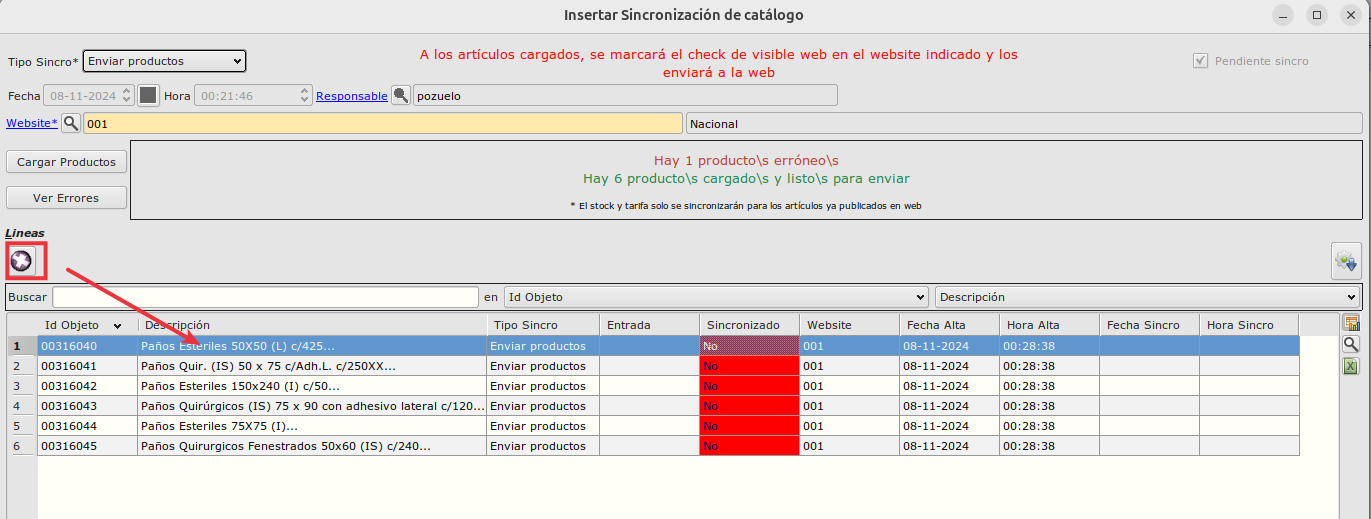 Insertar Sincronización de catálogo
Tipo Sincro* Enviar productos
A los artículos cargados, se marcará el check de visible web en el website indicado y los
enviará a la web
Pendiente sincro
Fecha 08-11-2024 Hora 00:21:46 Responsable pozuelo
Website* 001 Nacional
Cargar Productos
Ver Errores
Hay 1 producto\s erróneo\s
Hay 6 producto\s cargado\s y listo\s para enviar
* El stock y tarifa solo se sincronizarán para los artículos ya publicados en web
Lineas
Buscar en Id Objeto Descripción
Id Objeto Descripción Tipo Sincro Entrada Sincronizado Website Fecha Alta Hora Alta Fecha Sincro Hora Sincro
1 00316040 Paños Esteriles 50X50 (L) c/425... Enviar productos No 001 08-11-2024 00:28:38
2 00316041 Paños Quir. (IS) 50 x 75 c/Adh.L. c/250XX... Enviar productos No 001 08-11-2024 00:28:38
3 00316042 Paños Esteriles 150x240 (I) c/50... Enviar productos No 001 08-11-2024 00:28:38
4 00316043 Paños Quirúrgicos (IS) 75 x 90 con adhesivo lateral c/120... Enviar productos No 001 08-11-2024 00:28:38
5 00316044 Paños Esteriles 75X75 (I)... Enviar productos No 001 08-11-2024 00:28:38
6 00316045 Paños Quirurgicos Fenestrados 50x60 (IS) c/240... Enviar productos No 001 08-11-2024 00:28:38